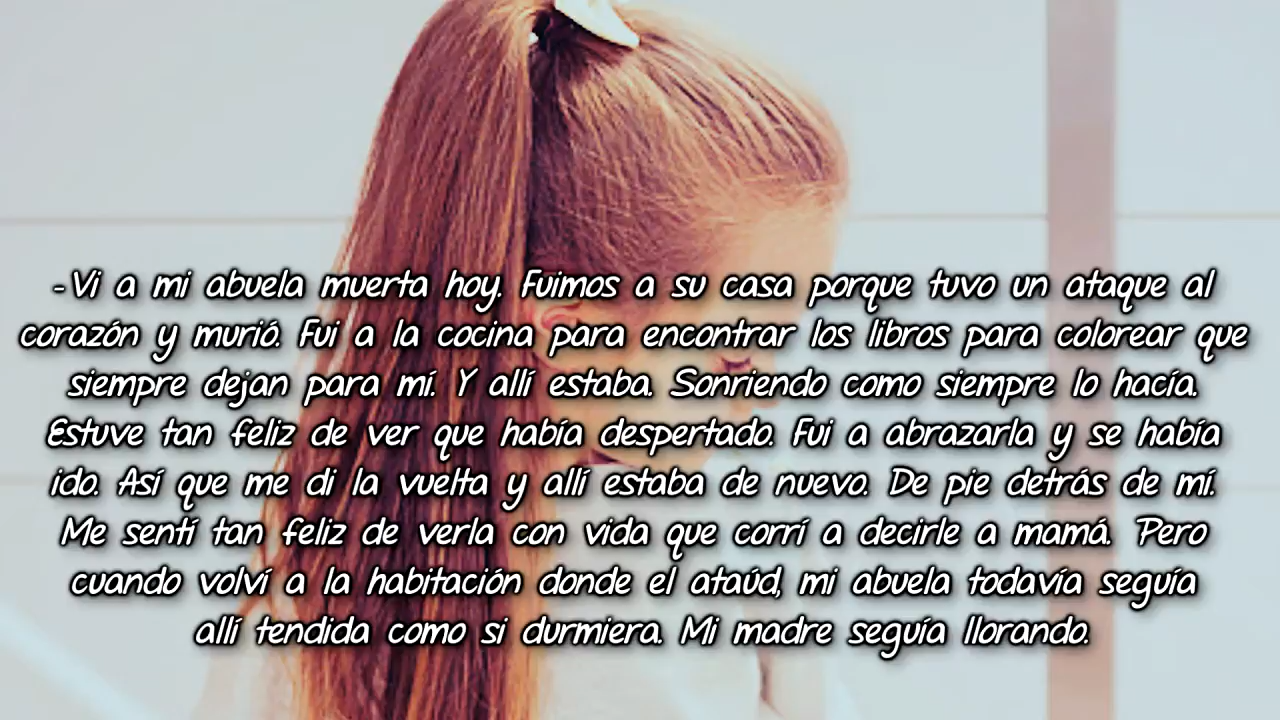 -Vi a mi abuela muerta hoy. Fuimos a su casa porque tuvo un ataque al
corazón y murió. Fui a la cocina para encontrar los libros para colorear que
siempre dejan para mí. Y allí estaba. Sonriendo como siempre lo hacía.
Estuve tan feliz de ver que había despertado. Fui a abrazarla y se había
ido. Así que me di la vuelta y allí estaba de nuevo. De pie detrás de mí.
Me sentí tan feliz de verla con vida que corrí a decirle a mamá. Pero
cuando volví a la habitación donde el ataúd, mi abuela todavía seguía
allí tendida como si durmiera. Mi madre seguía llorando.